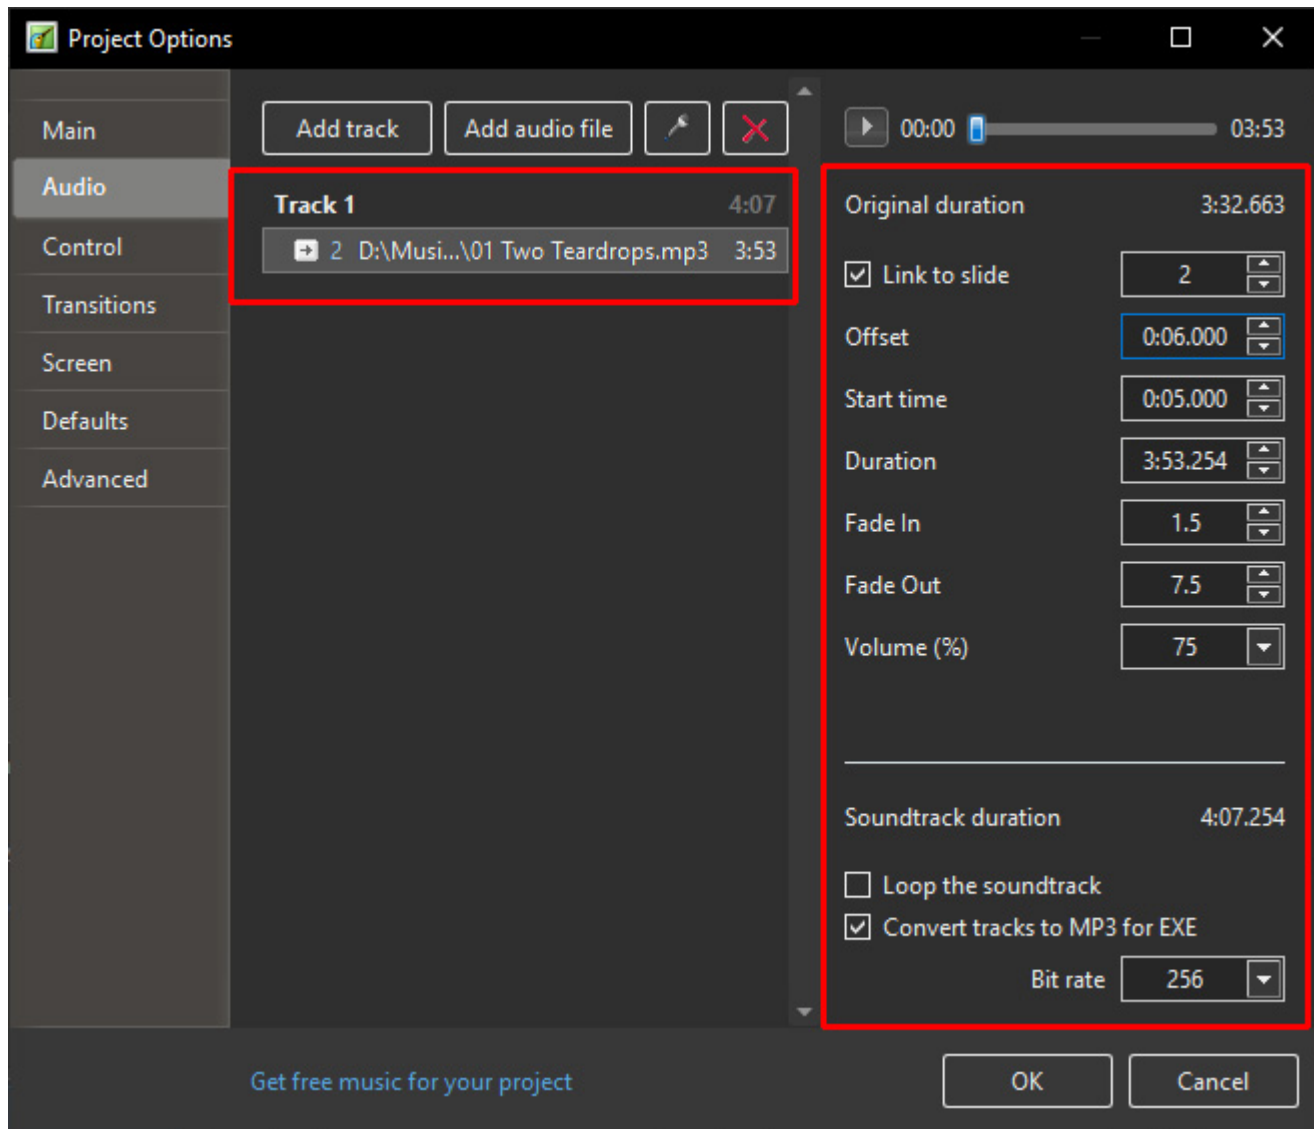 Project Options
Main
Audio
Control
Transitions
Screen
Defaults
Advanced
Add track Add audio file
Track 1 4:07
2 D:\Musi...\01 Two Teardrops.mp3 3:53
00:00 03:53
Original duration 3:32.663
Link to slide 2
Offset 0:06.000
Start time 0:05.000
Duration 3:53.254
Fade In 1.5
Fade Out 7.5
Volume (%) 75
Soundtrack duration 4:07.254
Loop the soundtrack
Convert tracks to MP3 for EXE
Bit rate 256
Get free music for your project
OK Cancel